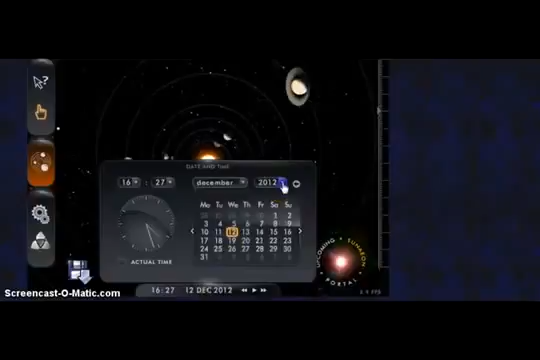 DATE AND TIME
16 : 27 december 2012
Mo Tu We Th Fr Sa Su
1 2
3 4 5 6 7 8 9
10 11 12 13 14 15 16
17 18 19 20 21 22 23
24 25 26 27 28 29 30
31
ACTUAL TIME
UPCOMING SUNAEON PORTAL
Screencast-O-Matic.com
16:27 12 DEC 2012
FPS